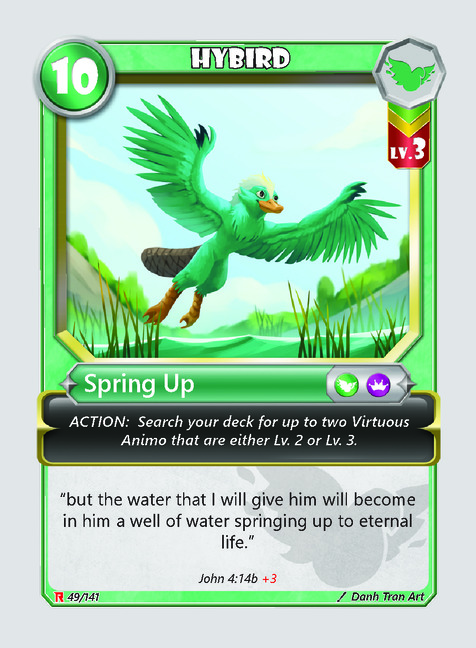 HYBIRD
10
LV.3
Spring Up
ACTION: Search your deck for up to two Virtuous
Animo that are either Lv. 2 or Lv. 3.
“but the water that I will give him will become
in him a well of water springing up to eternal
life.”
John 4:14b +3
R 49/141
Danh Tran Art